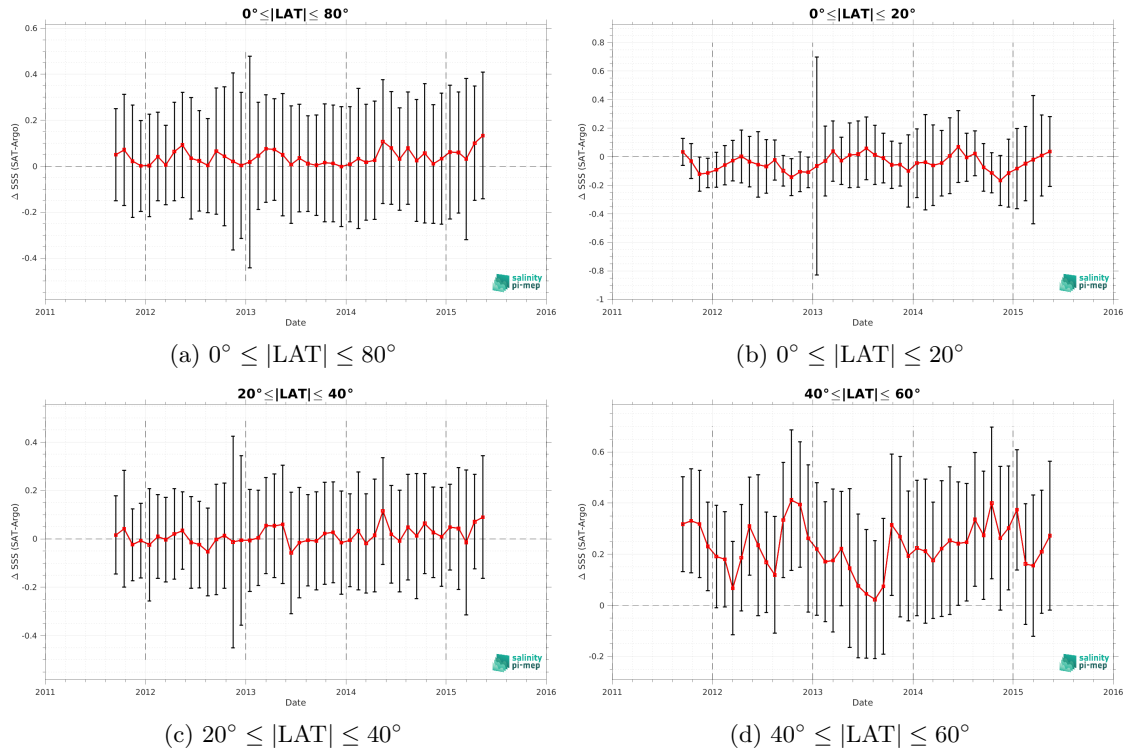 0°≤|LAT|≤ 80°
0.6
0.4
0.2
0
-0.2
-0.4
Δ SSS (SAT-Argo)
salinity
pi-mep
2011 2012 2013 2014 2015 2016
Date
(a) 0° ≤ |LAT| ≤ 80°
0°≤|LAT|≤ 20°
0.8
0.6
0.4
0.2
0
-0.2
-0.4
-0.6
-0.8
-1
Δ SSS (SAT-Argo)
salinity
pi-mep
2011 2012 2013 2014 2015 2016
Date
(b) 0° ≤ |LAT| ≤ 20°
20°≤|LAT|≤ 40°
0.4
0.2
0
-0.2
-0.4
Δ SSS (SAT-Argo)
salinity
pi-mep
2011 2012 2013 2014 2015 2016
Date
(c) 20° ≤ |LAT| ≤ 40°
40°≤|LAT|≤ 60°
0.6
0.4
0.2
0
-0.2
Δ SSS (SAT-Argo)
salinity
pi-mep
2011 2012 2013 2014 2015 2016
Date
(d) 40° ≤ |LAT| ≤ 60°